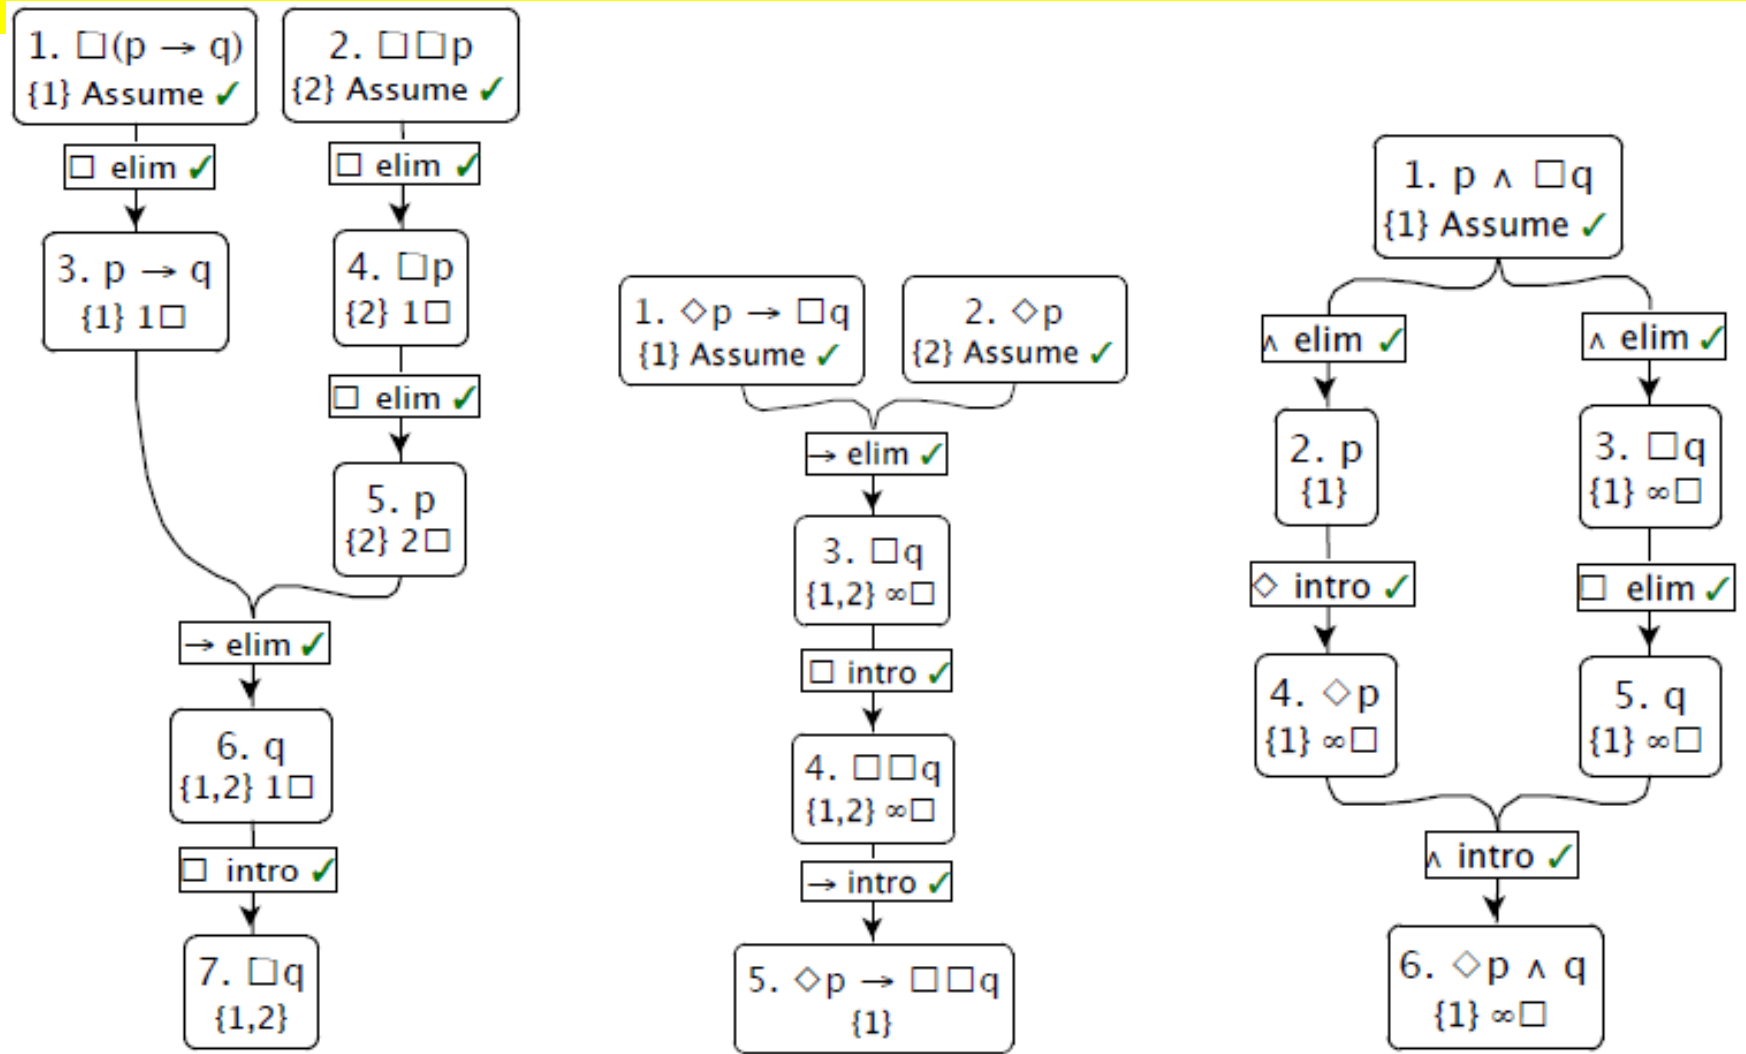 1. □(p → q)
{1} Assume ✓
2. □□p
{2} Assume ✓
□ elim ✓
□ elim ✓
3. p → q
{1} 1□
4. □p
{2} 1□
□ elim ✓
5. p
{2} 2□
→ elim ✓
6. q
{1,2} 1□
□ intro ✓
7. □q
{1,2}
1. ◇p → □q
{1} Assume ✓
2. ◇p
{2} Assume ✓
→ elim ✓
3. □q
{1,2} ∞□
□ intro ✓
4. □□q
{1,2} ∞□
→ intro ✓
5. ◇p → □□q
{1}
1. p ∧ □q
{1} Assume ✓
∧ elim ✓
∧ elim ✓
2. p
{1}
3. □q
{1} ∞□
◇ intro ✓
□ elim ✓
4. ◇p
{1} ∞□
5. q
{1} ∞□
∧ intro ✓
6. ◇p ∧ q
{1} ∞□